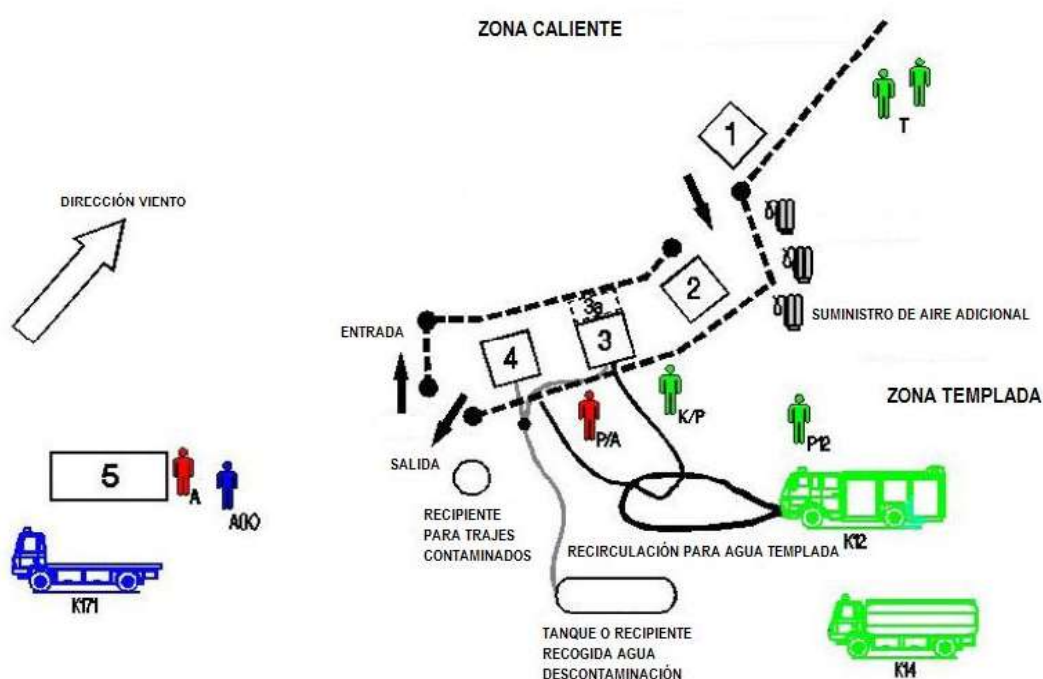 ZONA CALIENTE
1
T
DIRECCIÓN VIENTO
2
3a
SUMINISTRO DE AIRE ADICIONAL
ENTRADA
3
4
ZONA TEMPLADA
K/P
P/A
P12
SALIDA
5
A
A(K)
RECIPIENTE
PARA TRAJES
CONTAMINADOS
RECIRCULACIÓN PARA AGUA TEMPLADA
K12
K171
TANQUE O RECIPIENTE
RECOGIDA AGUA
DESCONTAMINACIÓN
K14